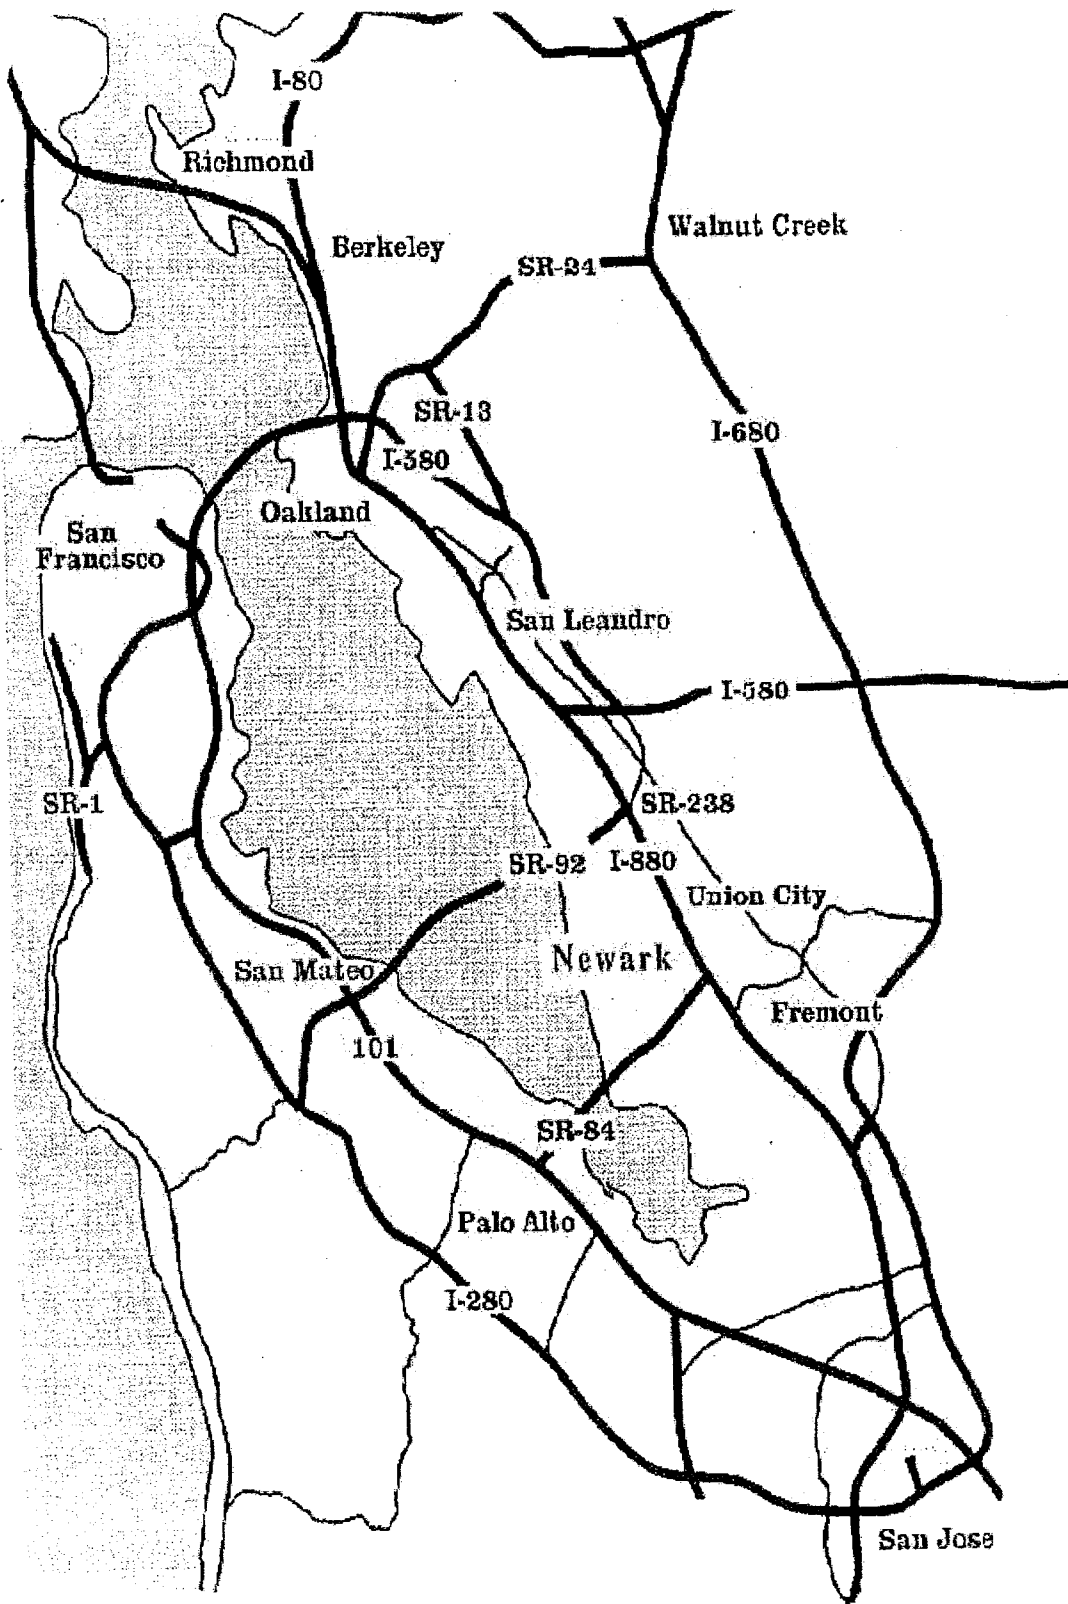 I-80
Richmond
Walnut Creek
Berkeley
SR-24
SR-13
I-680
I-580
Oakland
San
Francisco
San Leandro
I-580
SR-1
SR-238
SR-92
I-880
Union City
Newark
San Mateo
Fremont
101
SR-84
Palo Alto
I-280
San Jose